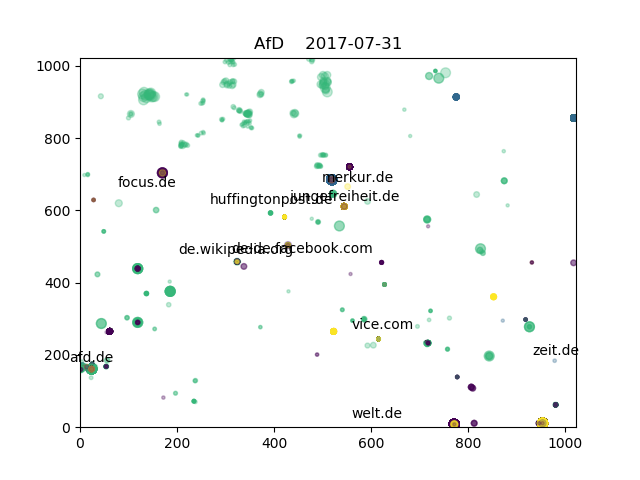 AfD 2017-07-31
1000
800
600
400
200
0
merkur.de
focus.de
huffingtonpost.de
jungefreiheit.de
de.wikipedia.org
de-de.facebook.com
vice.com
zeit.de
afd.de
welt.de
0 200 400 600 800 1000